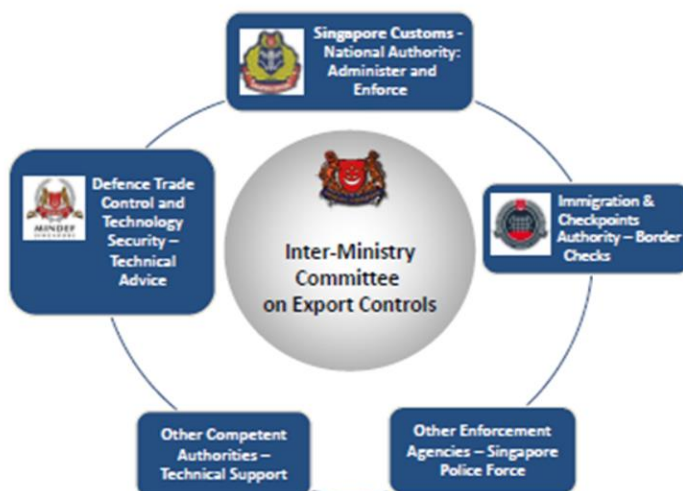 Singapore Customs -
National Authority:
Administer and
Enforce
Defence Trade
Control and
Technology
Security –
Technical
Advice
MINDEF
SINGAPORE
Inter-Ministry
Committee
on Export Controls
Immigration &
Checkpoints
Authority – Border
Checks
Other Competent
Authorities –
Technical Support
Other Enforcement
Agencies – Singapore
Police Force